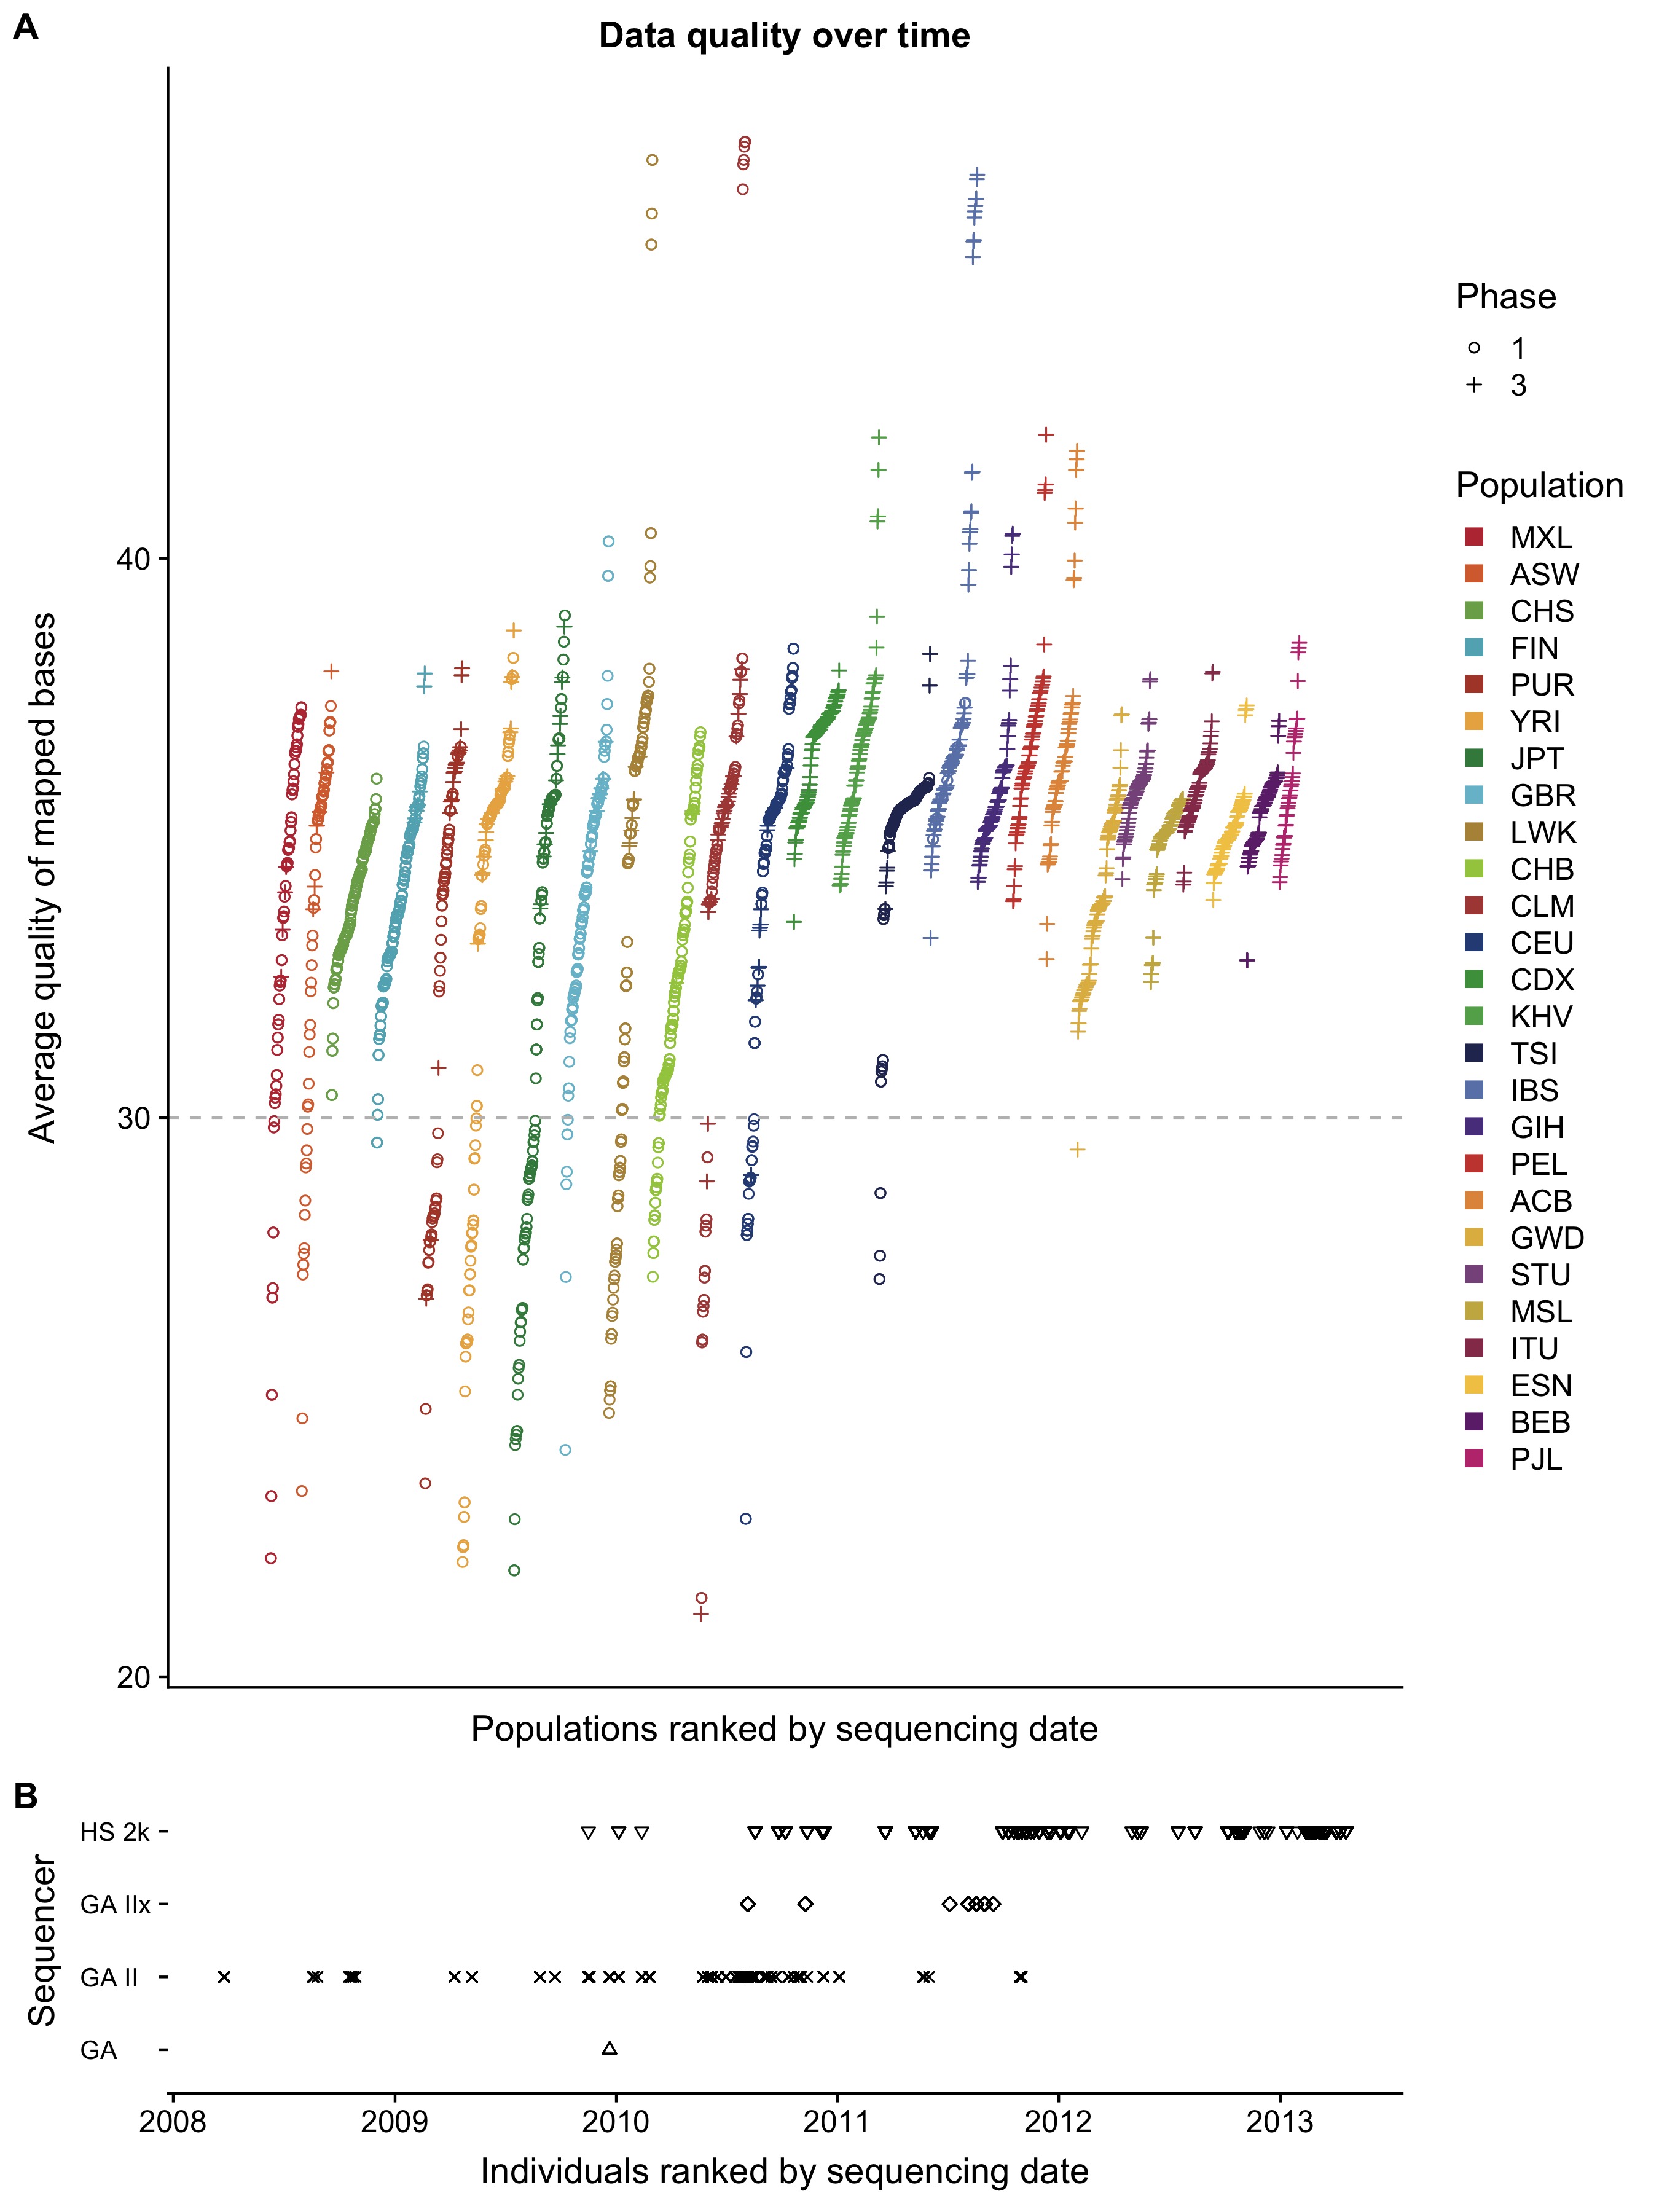 A
Data quality over time
Average quality of mapped bases
40
30
20
Populations ranked by sequencing date
Phase
1
3
Population
MXL
ASW
CHS
FIN
PUR
YRI
JPT
GBR
LWK
CHB
CLM
CEU
CDX
KHV
TSI
IBS
GIH
PEL
ACB
GWD
STU
MSL
ITU
ESN
BEB
PJL
B
Sequencer
HS 2k
GA IIx
GA II
GA
2008 2009 2010 2011 2012 2013
Individuals ranked by sequencing date